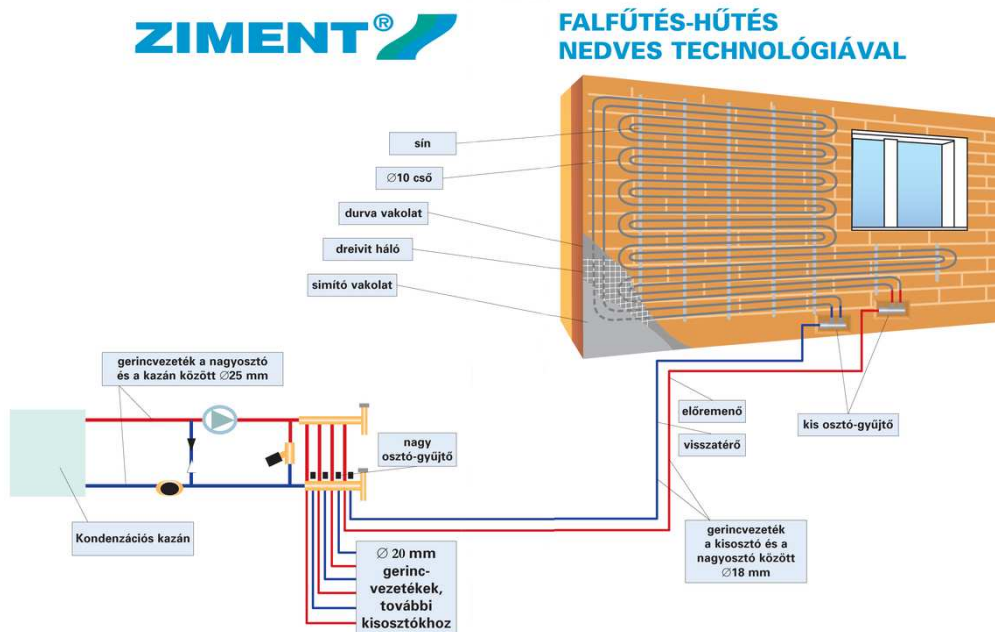 ZIMENT®
FALFŰTÉS-HŰTÉS
NEDVES TECHNOLÓGIÁVAL
sín
∅10 cső
durva vakolat
dreivit háló
simító vakolat
gerincvezeték a nagyosztó
és a kazán között ∅25 mm
nagy
osztó-gyűjtő
előremenő
visszatérő
kis osztó-gyűjtő
Kondenzációs kazán
gerincvezeték
a kisosztó és a
nagyosztó között
∅18 mm
∅ 20 mm
gerinc-
vezetékek,
további
kisosztókhoz